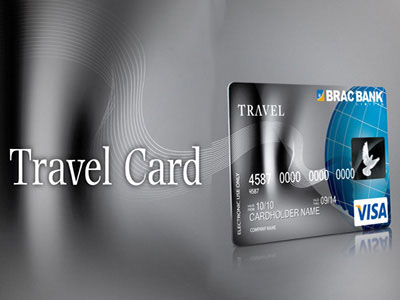 Travel Card
BRAC BANK
LIMITED
TRAVEL
4587 0000 0000 0000
4587
10/10
09/14
CARDHOLDER NAME
COMPANY NAME
ELECTRONIC USE ONLY
VISA